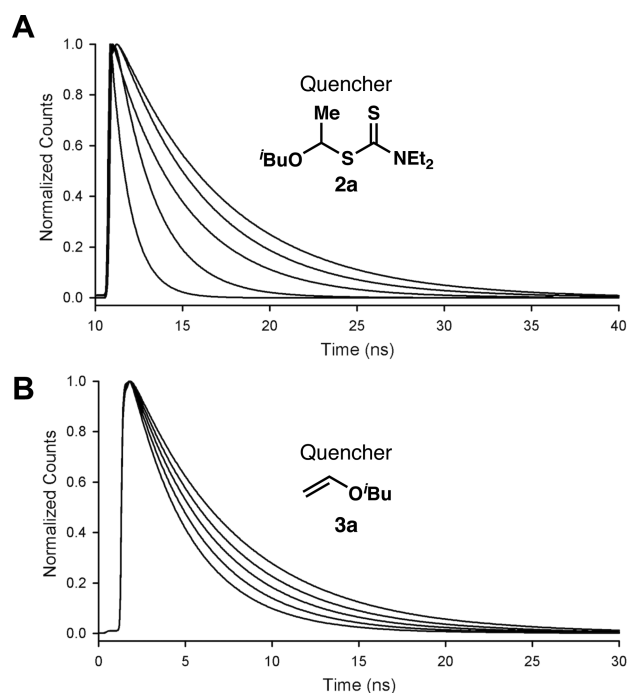 A
1.0
0.8
0.6
0.4
0.2
0.0
Normalized Counts
Quencher
Me
S
ⁱBuO
S
NEt₂
2a
10 15 20 25 30 35 40
Time (ns)
B
1.0
0.8
0.6
0.4
0.2
0.0
Normalized Counts
Quencher
OⁱBu
3a
0 5 10 15 20 25 30
Time (ns)